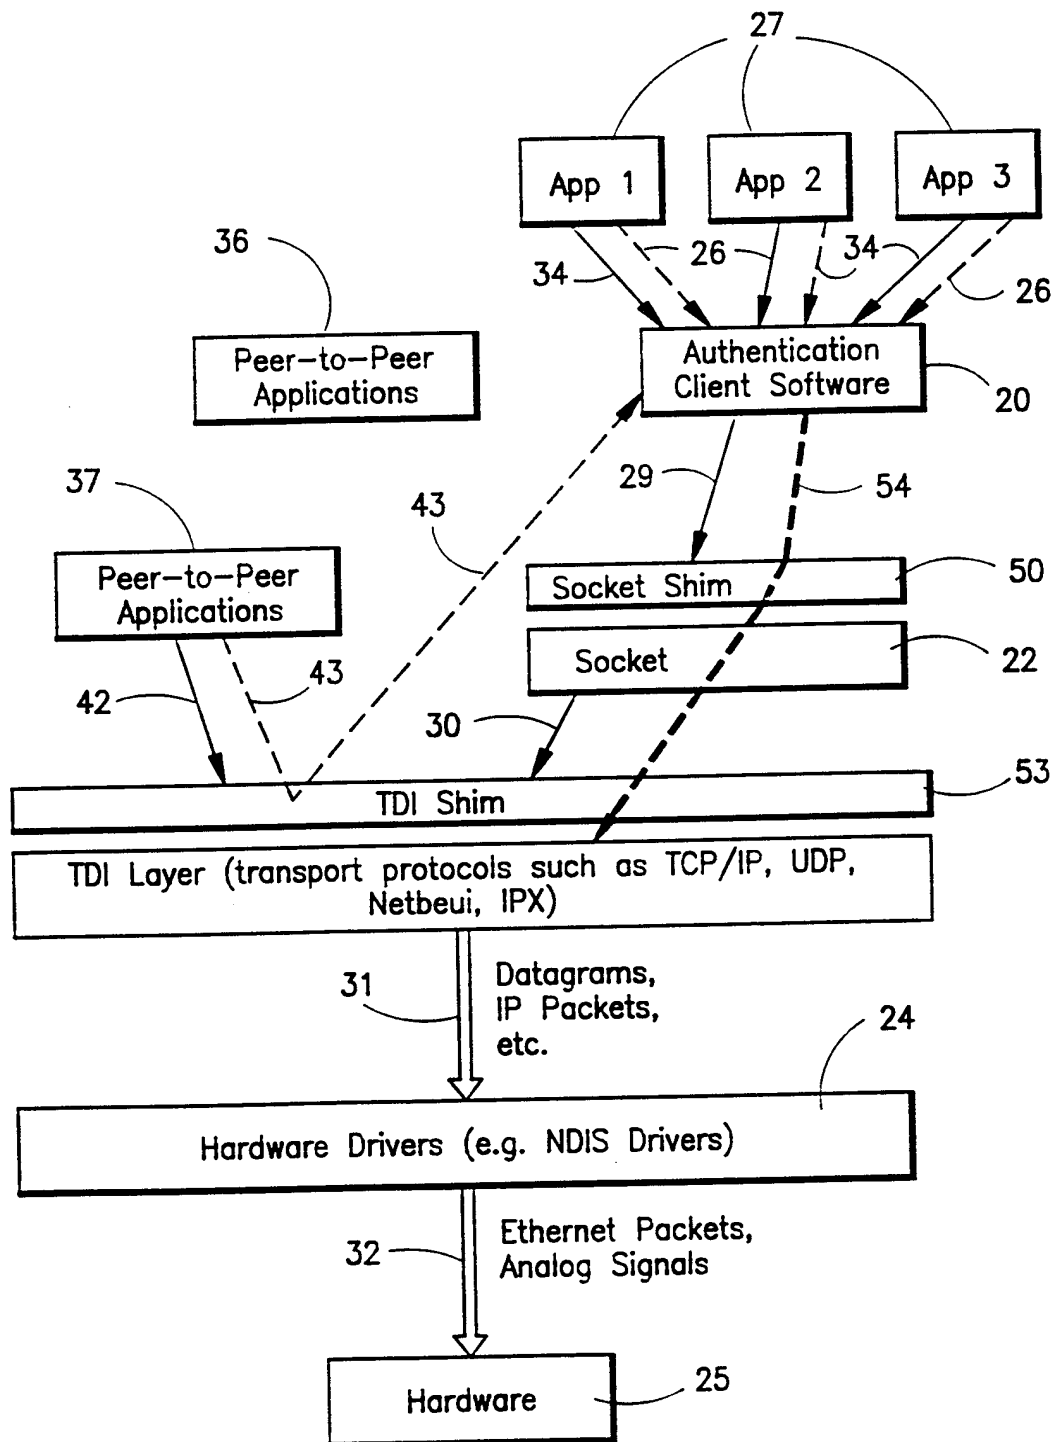 27
App 1
App 2
App 3
36
34
26
34
26
Peer-to-Peer
Applications
Authentication
Client Software
20
37
43
29
54
Peer-to-Peer
Applications
Socket Shim
50
42
43
Socket
22
30
TDI Shim
53
TDI Layer (transport protocols such as TCP/IP, UDP,
Netbeui, IPX)
31
Datagrams,
IP Packets,
etc.
24
Hardware Drivers (e.g. NDIS Drivers)
32
Ethernet Packets,
Analog Signals
Hardware
25